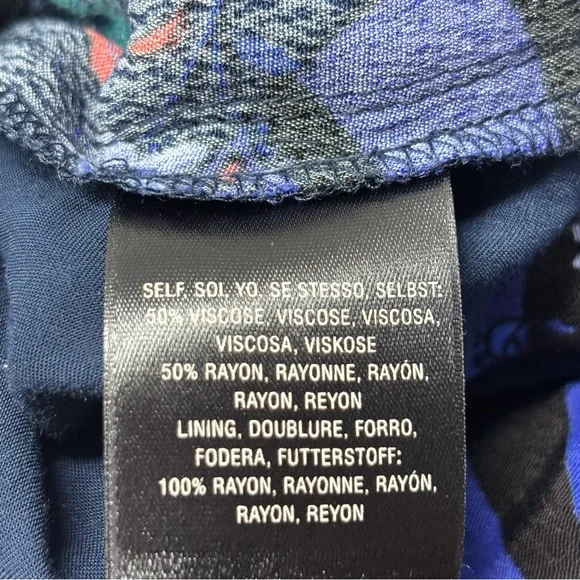 SELF, SOI, YO, SE STESSO, SELBST:
50% VISCOSE, VISCOSE, VISCOSA,
VISCOSA, VISKOSE
50% RAYON, RAYONNE, RAYÓN,
RAYON, REYON
LINING, DOUBLURE, FORRO,
FODERA, FUTTERSTOFF:
100% RAYON, RAYONNE, RAYÓN,
RAYON, REYON